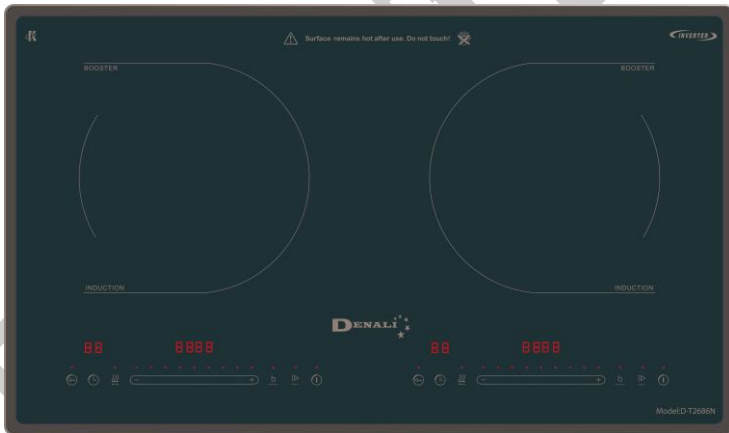 K
Surface remains hot after use. Do not touch!
INVERTER
BOOSTER
BOOSTER
INDUCTION
INDUCTION
DENALI
88 8888
88 8888
− +
− +
Model:D-T2686N